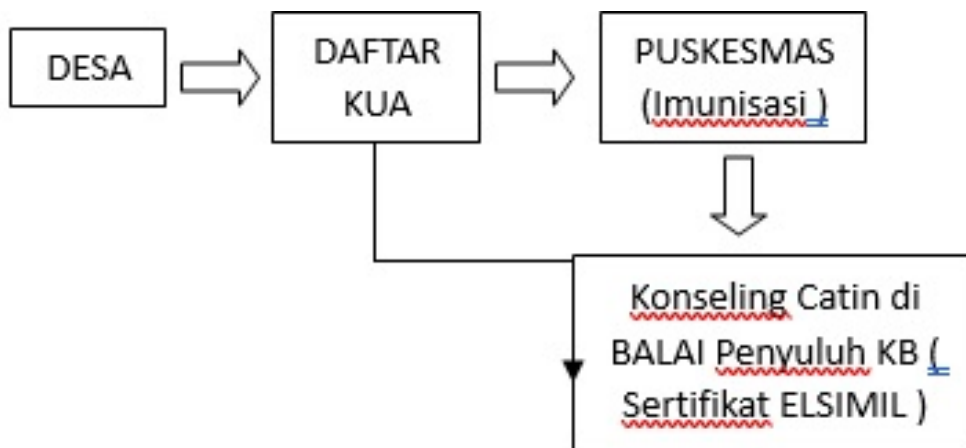 DESA
DAFTAR
KUA
PUSKESMAS
(Imunisasi )
Konseling Catin di
BALAI Penyuluh KB (
Sertifikat ELSIMIL )